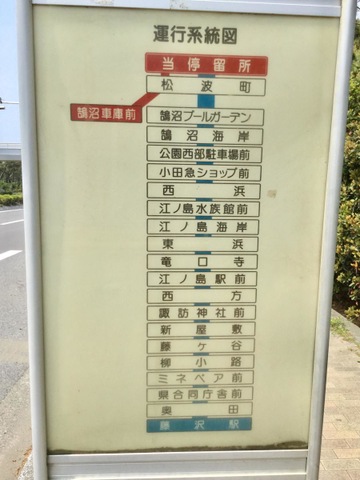 運行系統図
当停留所
松波町
鵠沼車庫前
鵠沼プールガーデン
鵠沼海岸
公園西部駐車場前
小田急ショップ前
西浜
江ノ島水族館前
江ノ島海岸
東浜
竜口寺
江ノ島駅前
西方
諏訪神社前
新屋敷
藤ヶ谷
柳小路
ミネベア前
県合同庁舎前
奥田
藤沢駅